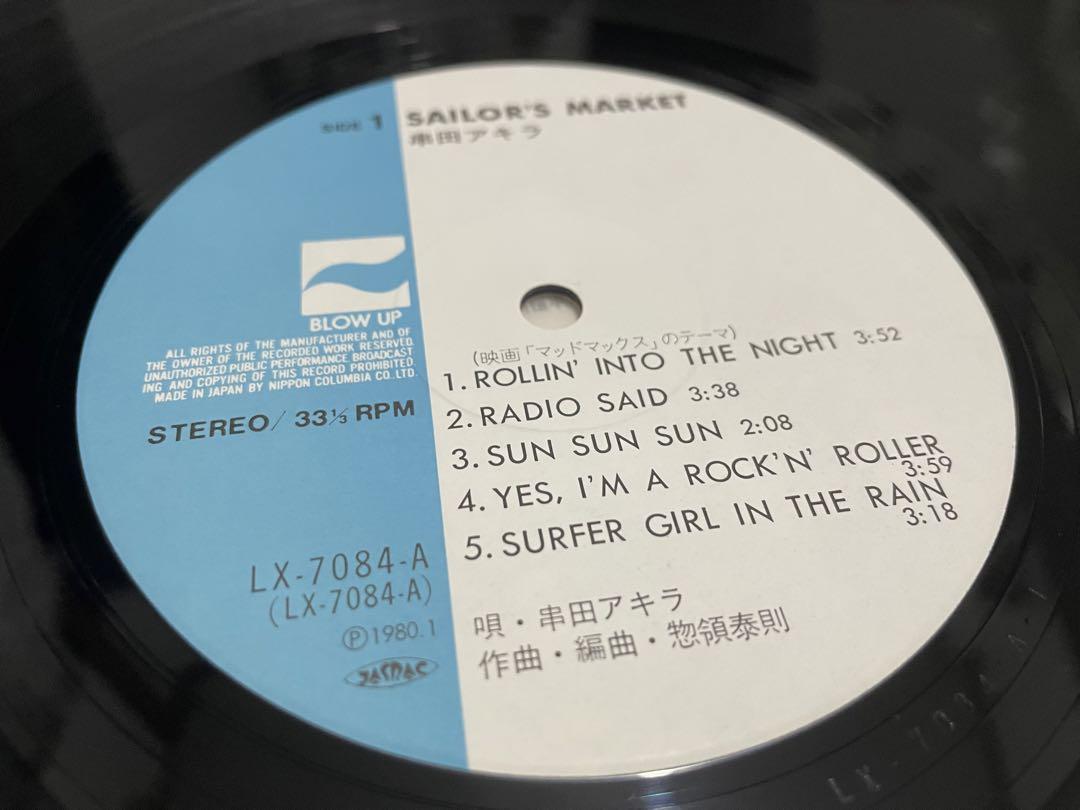 SIDE 1
SAILOR'S MARKET
串田アキラ
BLOW UP
ALL RIGHTS OF THE MANUFACTURER AND OF
THE OWNER OF THE RECORDED WORK RESERVED.
UNAUTHORIZED PUBLIC PERFORMANCE BROADCAST
ING AND COPYING OF THIS RECORD PROHIBITED.
MADE IN JAPAN BY NIPPON COLUMBIA CO.,LTD.
STEREO/ 33⅓ RPM
(映画「マッドマックス」のテーマ)
1. ROLLIN' INTO THE NIGHT 3:52
2. RADIO SAID 3:38
3. SUN SUN SUN 2:08
4. YES, I'M A ROCK'N' ROLLER
3:59
5. SURFER GIRL IN THE RAIN
3:18
LX-7084-A
(LX-7084-A)
Ⓟ1980.1
JASRAC
唄・串田アキラ
作曲・編曲・惣領泰則
LX-7084 A 1